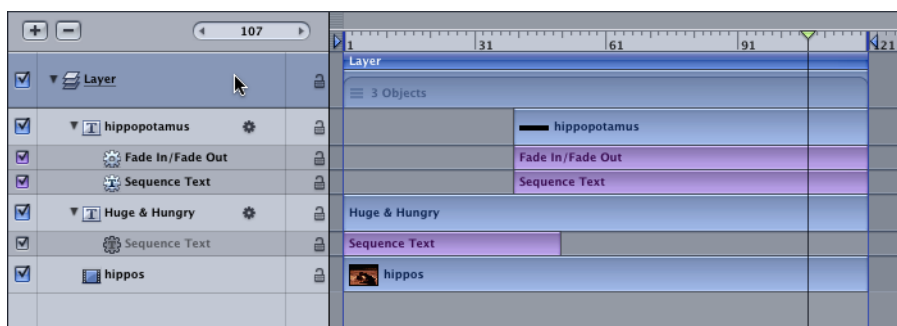 107
1 31 61 91 121
Layer Layer
3 Objects
hippopotamus hippopotamus
Fade In/Fade Out Fade In/Fade Out
Sequence Text Sequence Text
Huge & Hungry Huge & Hungry
Sequence Text Sequence Text
hippos hippos